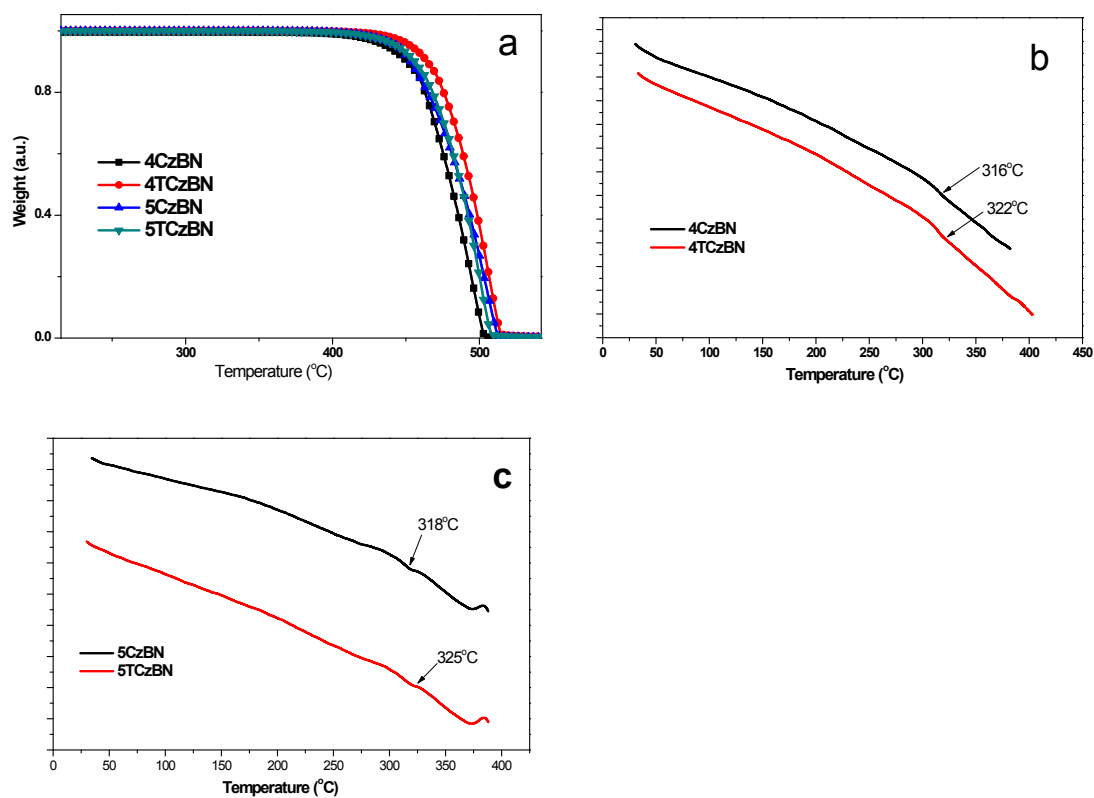 a
Weight (a.u.)
0.8
0.4
0.0
4CzBN
4TCzBN
5CzBN
5TCzBN
300 400 500
Temperature (°C)
b
316°C
322°C
4CzBN
4TCzBN
0 50 100 150 200 250 300 350 400 450
Temperature (°C)
c
318°C
325°C
5CzBN
5TCzBN
0 50 100 150 200 250 300 350 400
Temperature (°C)